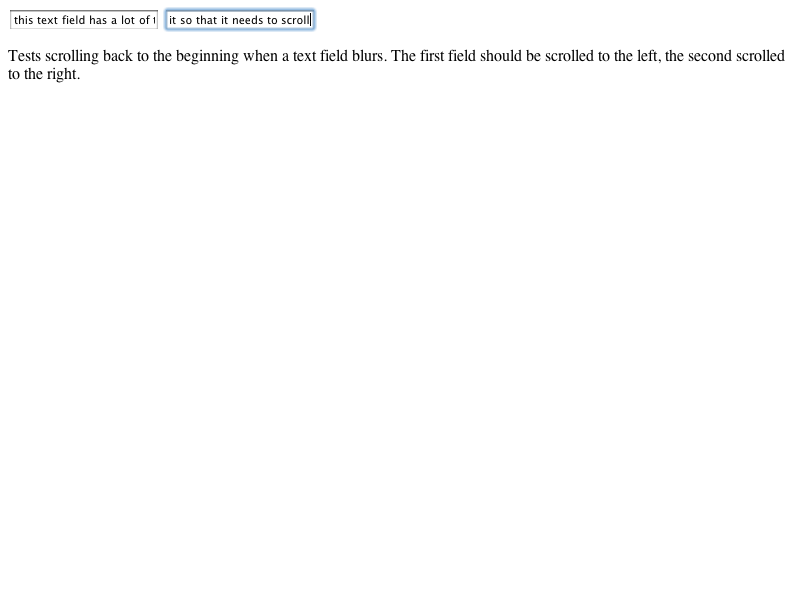 this text field has a lot of it so that it needs to scroll
Tests scrolling back to the beginning when a text field blurs. The first field should be scrolled to the left, the second scrolled
to the right.